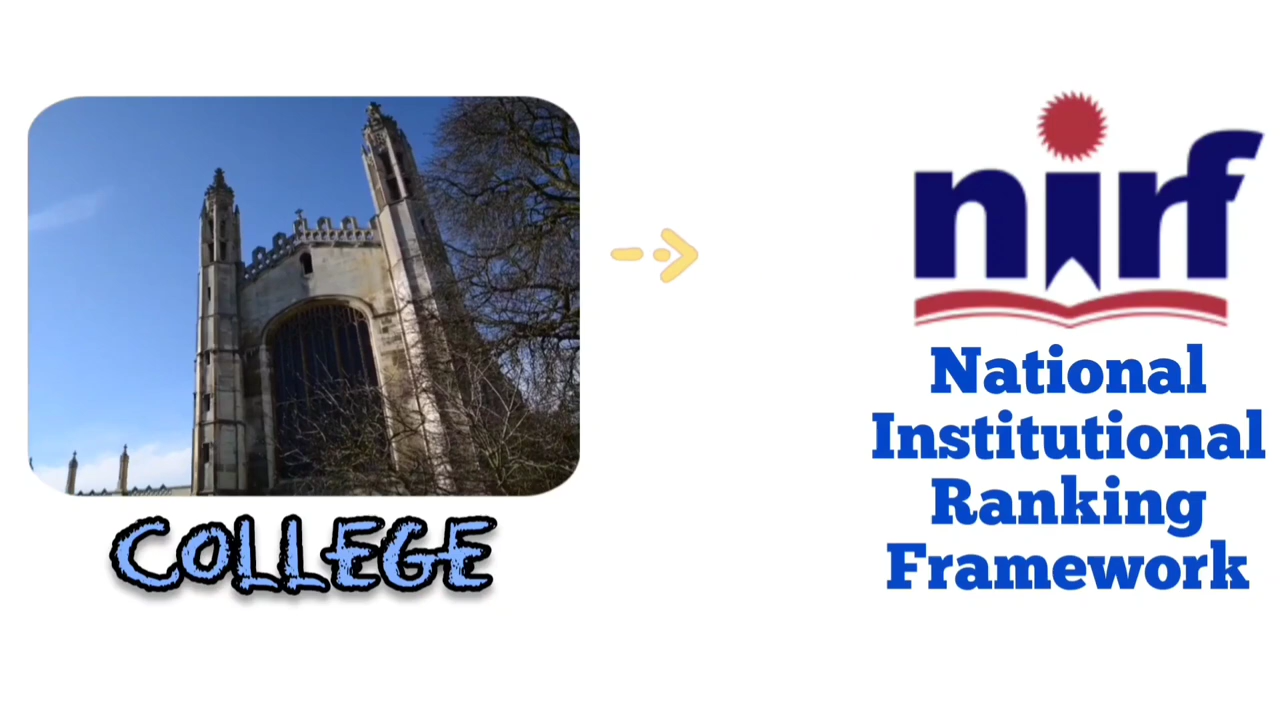 COLLEGE
nirf
National
Institutional
Ranking
Framework